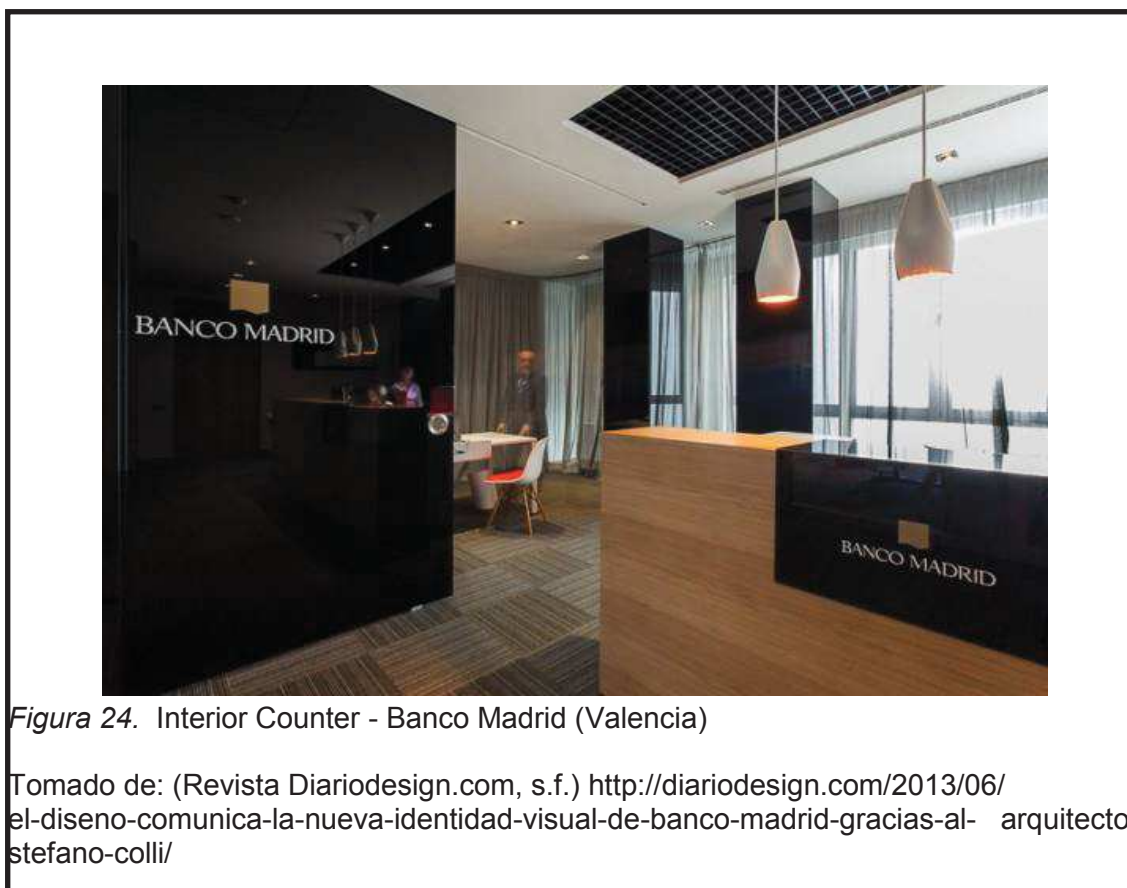 BANCO MADRID
BANCO MADRID
Figura 24. Interior Counter - Banco Madrid (Valencia)
Tomado de: (Revista Diariodesign.com, s.f.) http://diariodesign.com/2013/06/
el-diseno-comunica-la-nueva-identidad-visual-de-banco-madrid-gracias-al- arquitecto
stefano-colli/